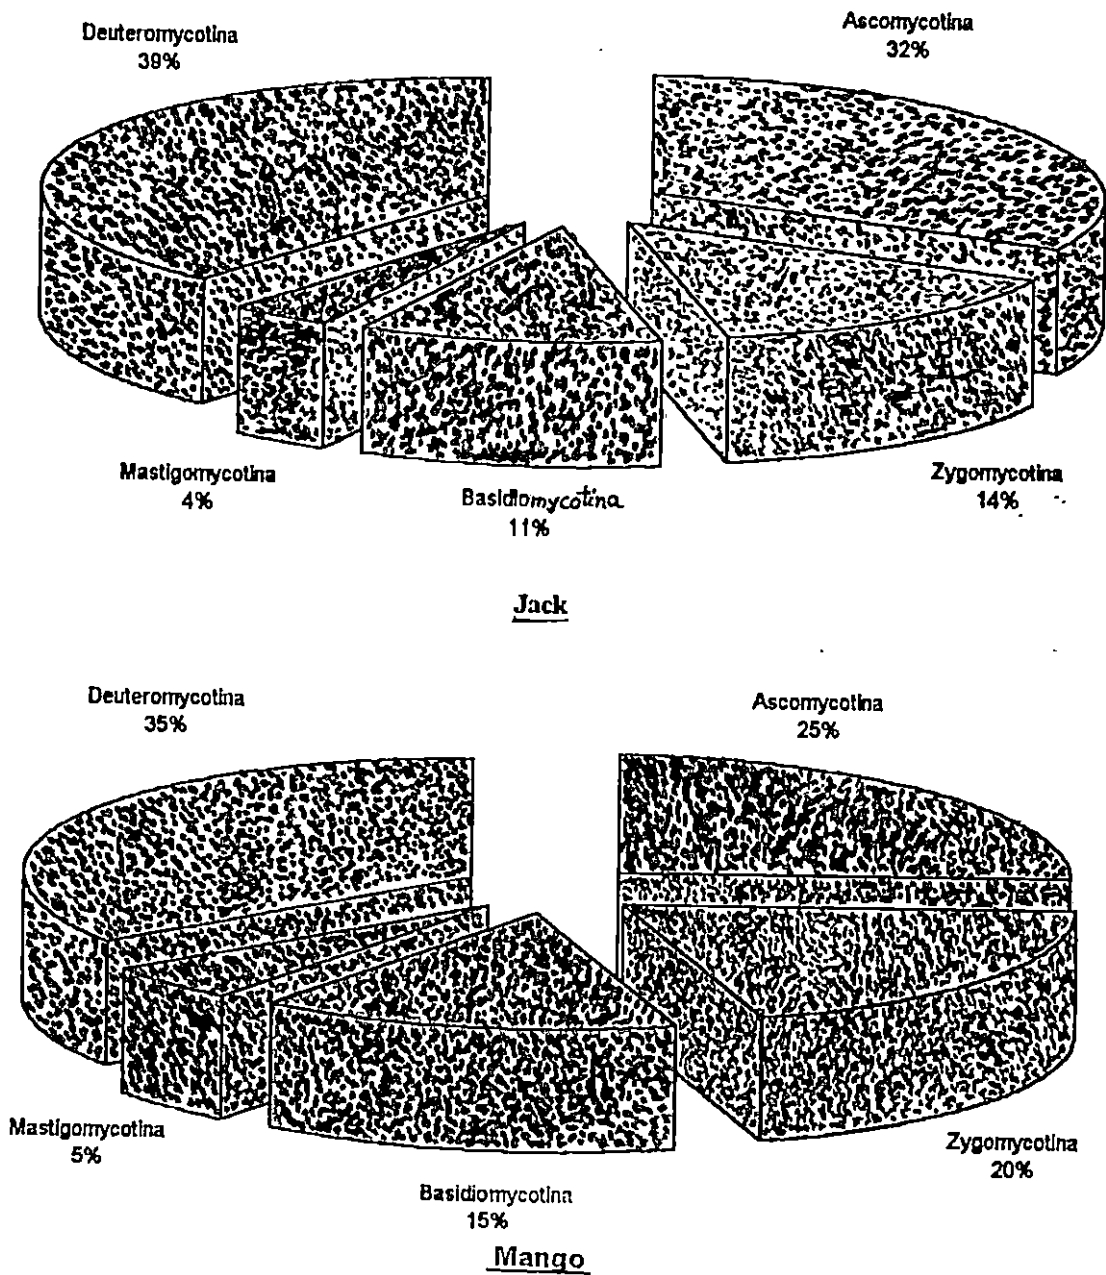 Deuteromycotina
39%
Ascomycotina
32%
Mastigomycotina
4%
Basidiomycotina
11%
Zygomycotina
14%
Jack
Deuteromycotina
35%
Ascomycotina
25%
Mastigomycotina
5%
Basidiomycotina
15%
Zygomycotina
20%
Mango